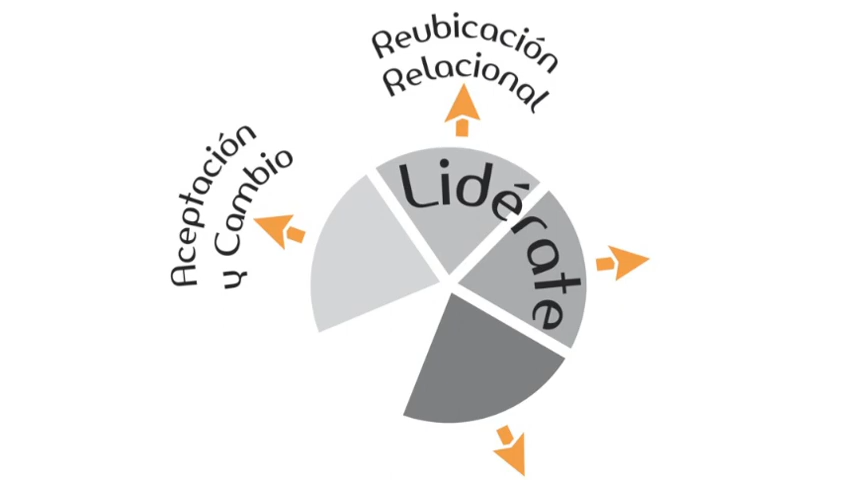 Reubicación
Relacional
Aceptación
y Cambio
Lidérate